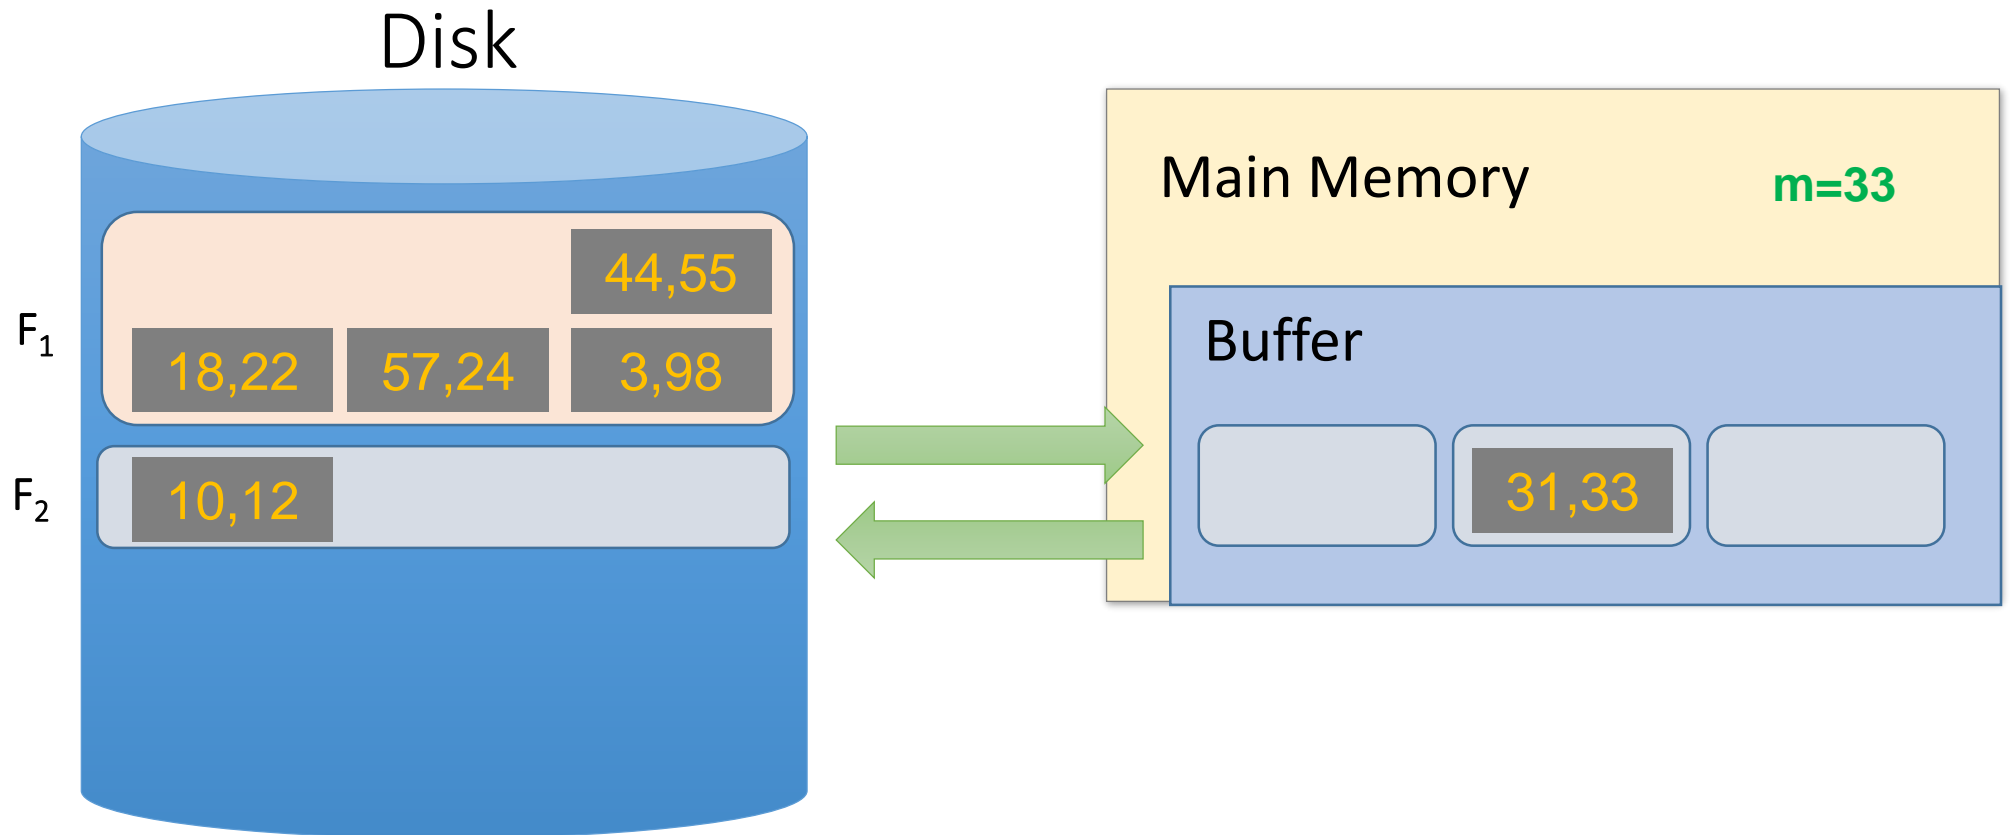 Disk
Main Memory
m=33
44,55
F1
18,22
57,24
3,98
Buffer
F2
10,12
31,33